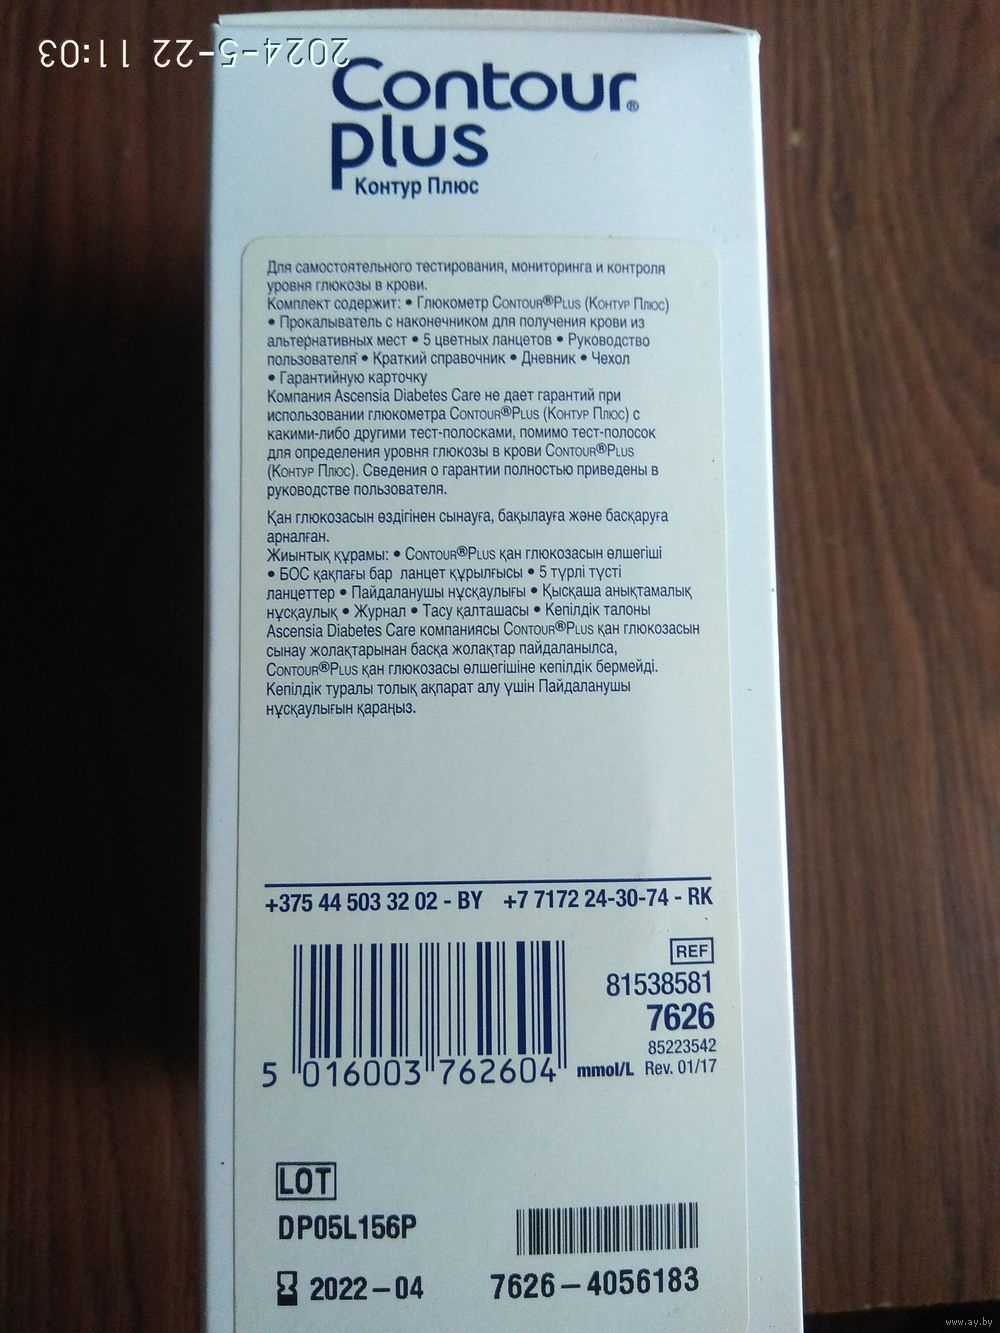 2024-5-22 11:03
Contour®
plus
Контур Плюс
Для самостоятельного тестирования, мониторинга и контроля
уровня глюкозы в крови.
Комплект содержит: • Глюкометр CONTOUR®PLUS (КОНТУР ПЛЮС)
• Прокалыватель с наконечником для получения крови из
альтернативных мест • 5 цветных ланцетов • Руководство
пользователя • Краткий справочник • Дневник • Чехол
• Гарантийную карточку
Компания Ascensia Diabetes Care не дает гарантий при
использовании глюкометра CONTOUR®PLUS (КОНТУР ПЛЮС) с
какими-либо другими тест-полосками, помимо тест-полосок
для определения уровня глюкозы в крови CONTOUR®PLUS
(КОНТУР ПЛЮС). Сведения о гарантии полностью приведены в
руководстве пользователя.
Қан глюкозасын өздігінен сынауға, бақылауға және басқаруға
арналған.
Жиынтық құрамы: • CONTOUR®PLUS қан глюкозасын өлшегіші
• БОС қақпағы бар ланцет құрылғысы • 5 түрлі түсті
ланцеттер • Пайдаланушы нұсқаулығы • Қысқаша анықтамалық
нұсқаулық • Журнал • Тасу қалташасы • Кепілдік талоны
Ascensia Diabetes Care компаниясы CONTOUR®PLUS қан глюкозасын
сынау жолақтарынан басқа жолақтар пайдаланылса,
CONTOUR®PLUS қан глюкозасы өлшегішіне кепілдік бермейді.
Кепілдік туралы толық ақпарат алу үшін Пайдаланушы
нұсқаулығын қараңыз.
+375 44 503 32 02 - BY +7 7172 24-30-74 - RK
REF
81538581
7626
85223542
5 016003 762604 mmol/L Rev. 01/17
LOT
DP05L156P
2022-04 7626-4056183
www.ay.by